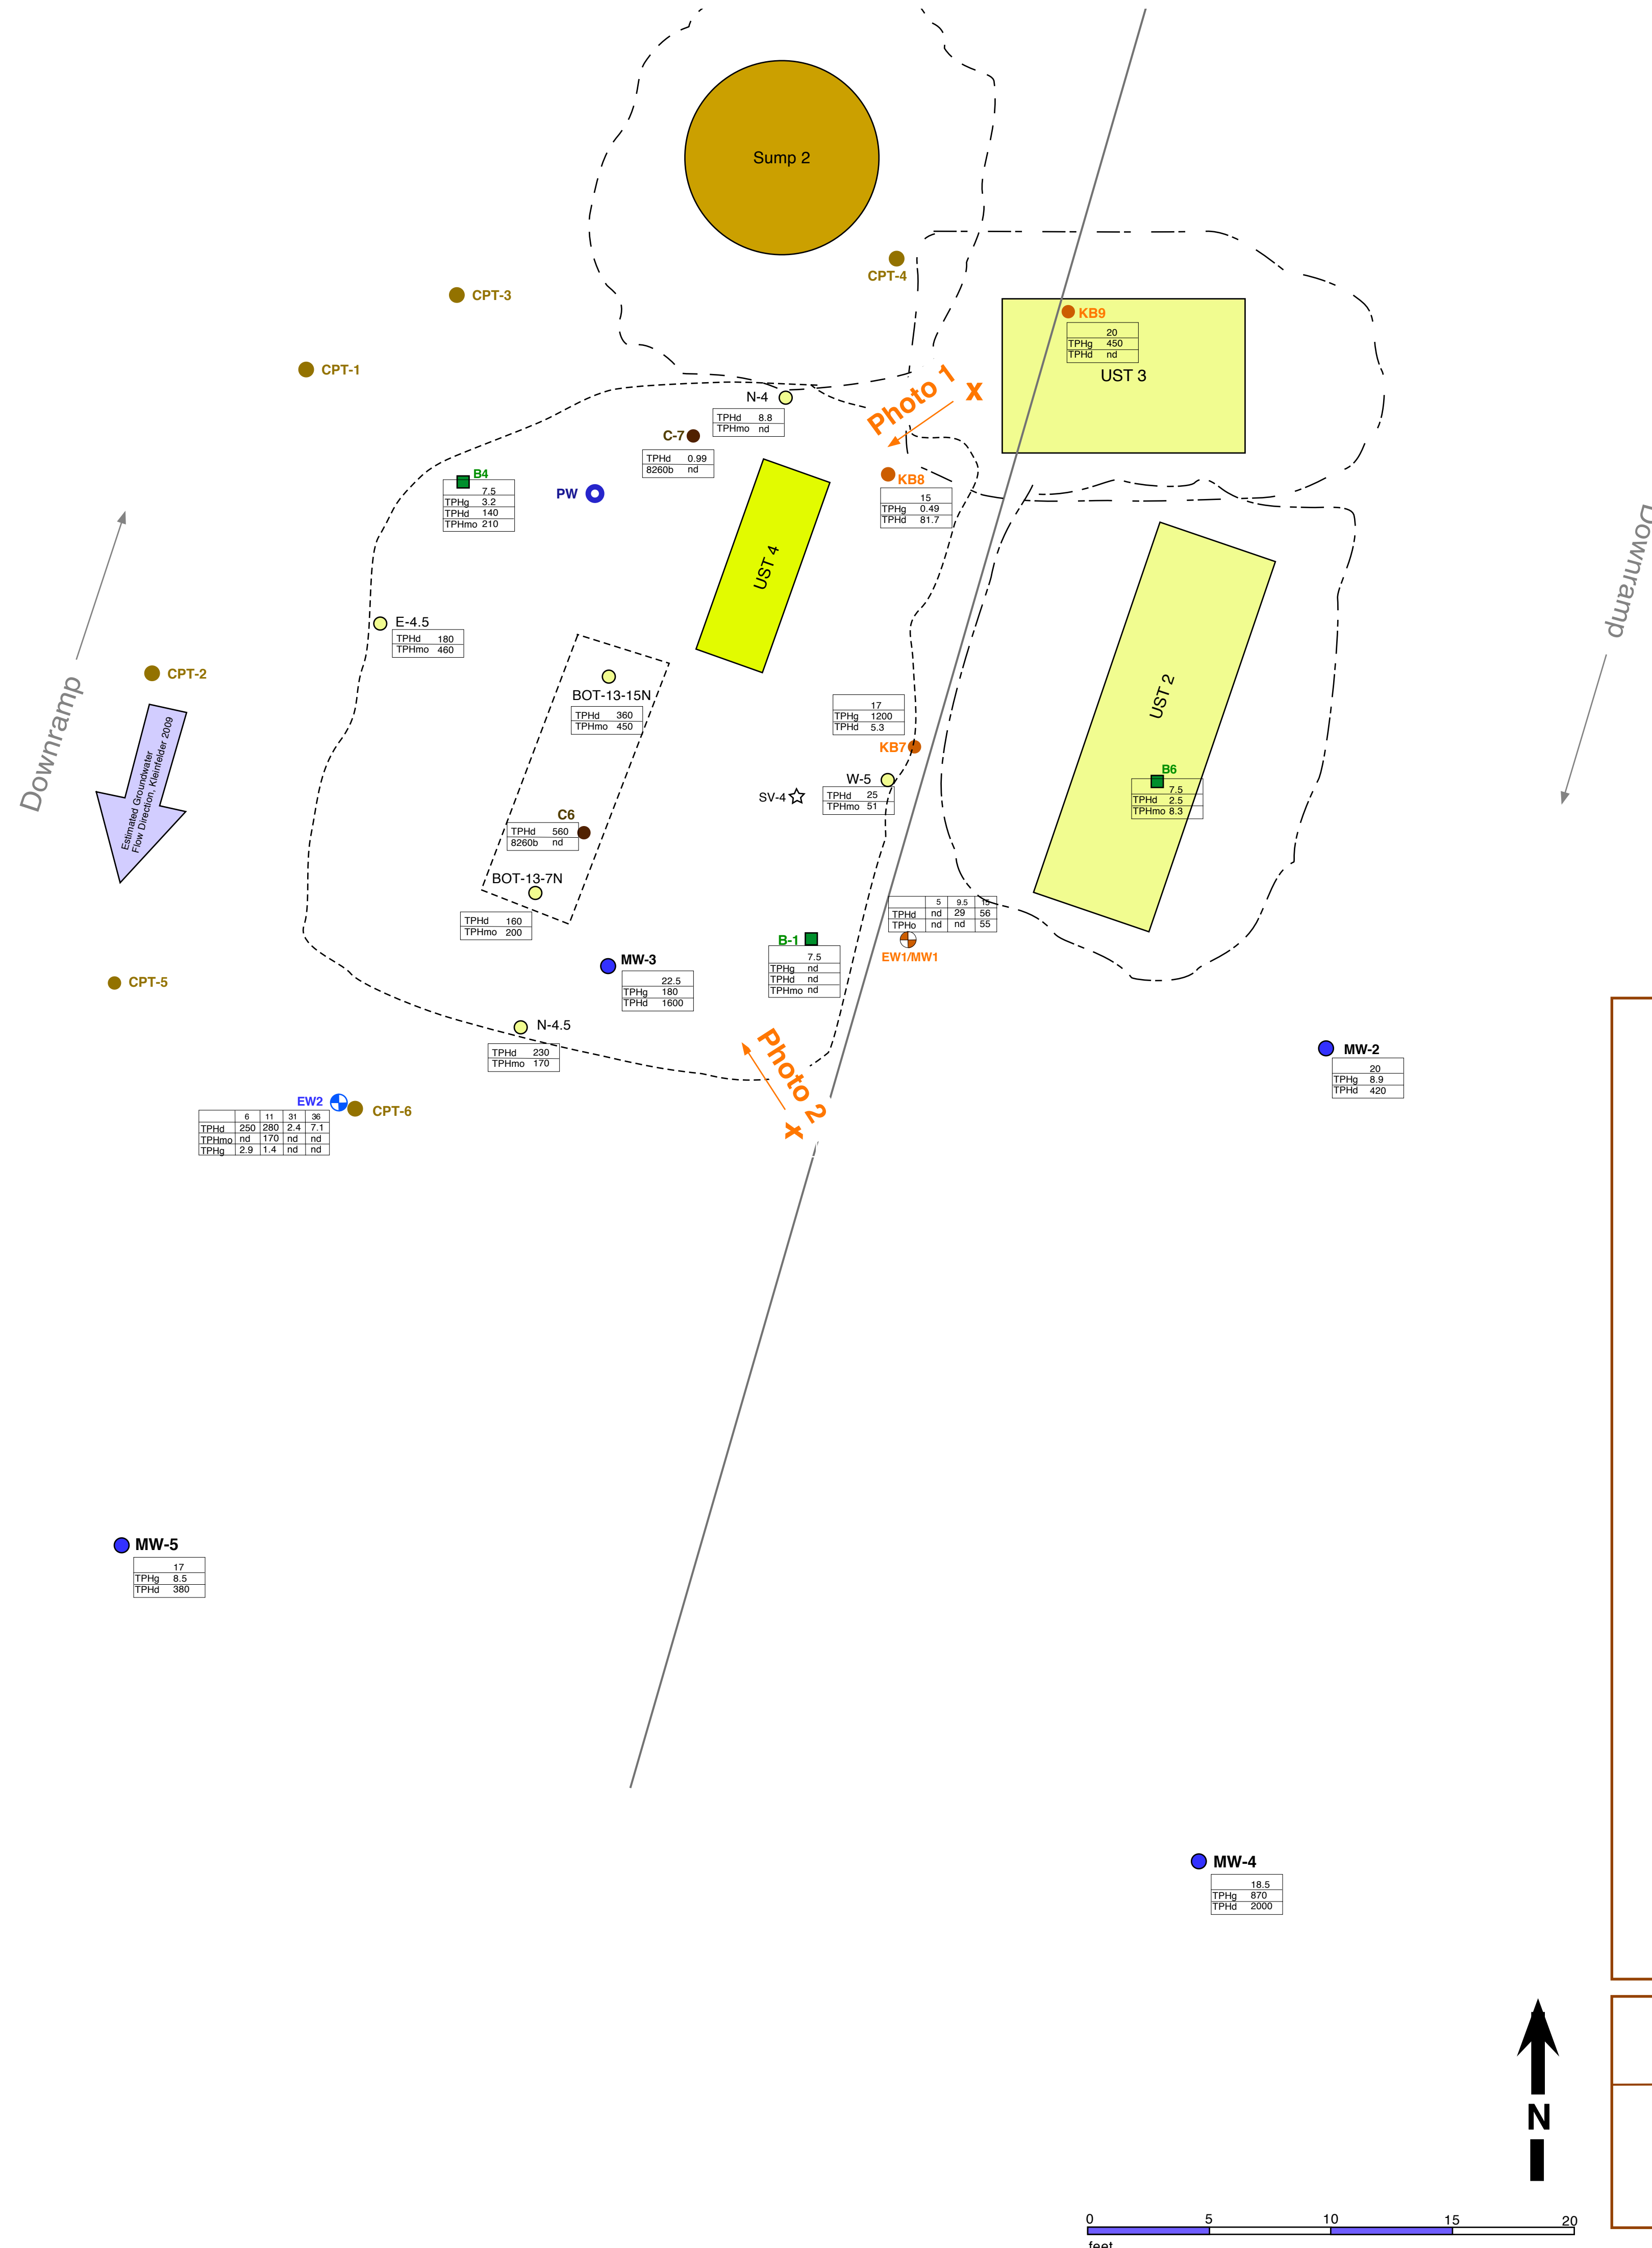 Sump 2
CPT-4
CPT-3
CPT-1
KB9
20
TPHg 450
TPHd nd
UST 3
Photo 1
X
N-4
TPHd 8.8
TPHmo nd
C-7
TPHd 0.99
8260b nd
B4
7.5
TPHg 3.2
TPHd 140
TPHmo 210
PW
KB8
15
TPHg 0.49
TPHd 81.7
UST 4
E-4.5
TPHd 180
TPHmo 460
Downramp
Downramp
CPT-2
Estimated Groundwater
Flow Direction, Kleinfelder 2009
BOT-13-15N
TPHd 360
TPHmo 450
17
TPHg 1200
TPHd 5.3
KB7
UST 2
W-5
TPHd 25
TPHmo 51
SV-4
B6
7.5
TPHd 2.5
TPHmo 8.3
C6
TPHd 560
8260b nd
BOT-13-7N
TPHd 160
TPHmo 200
5 9.5 15
TPHd nd 29 56
TPHo nd nd 55
EW1/MW1
B-1
7.5
TPHg nd
TPHd nd
TPHmo nd
MW-3
22.5
TPHg 180
TPHd 1600
CPT-5
N-4.5
TPHd 230
TPHmo 170
Photo 2
x
MW-2
20
TPHg 8.9
TPHd 420
EW2
CPT-6
6 11 31 36
TPHd 250 280 2.4 7.1
TPHmo nd 170 nd nd
TPHg 2.9 1.4 nd nd
MW-5
17
TPHg 8.5
TPHd 380
MW-4
18.5
TPHg 870
TPHd 2000
N
0 5 10 15 20
feet